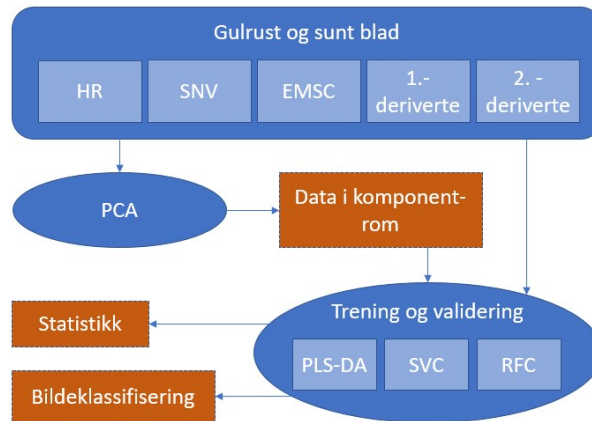 Gulrust og sunt blad
HR
SNV
EMSC
1.-
deriverte
2. -
deriverte
PCA
Data i komponent-
rom
Trening og validering
PLS-DA
SVC
RFC
Statistikk
Bildeklassifisering